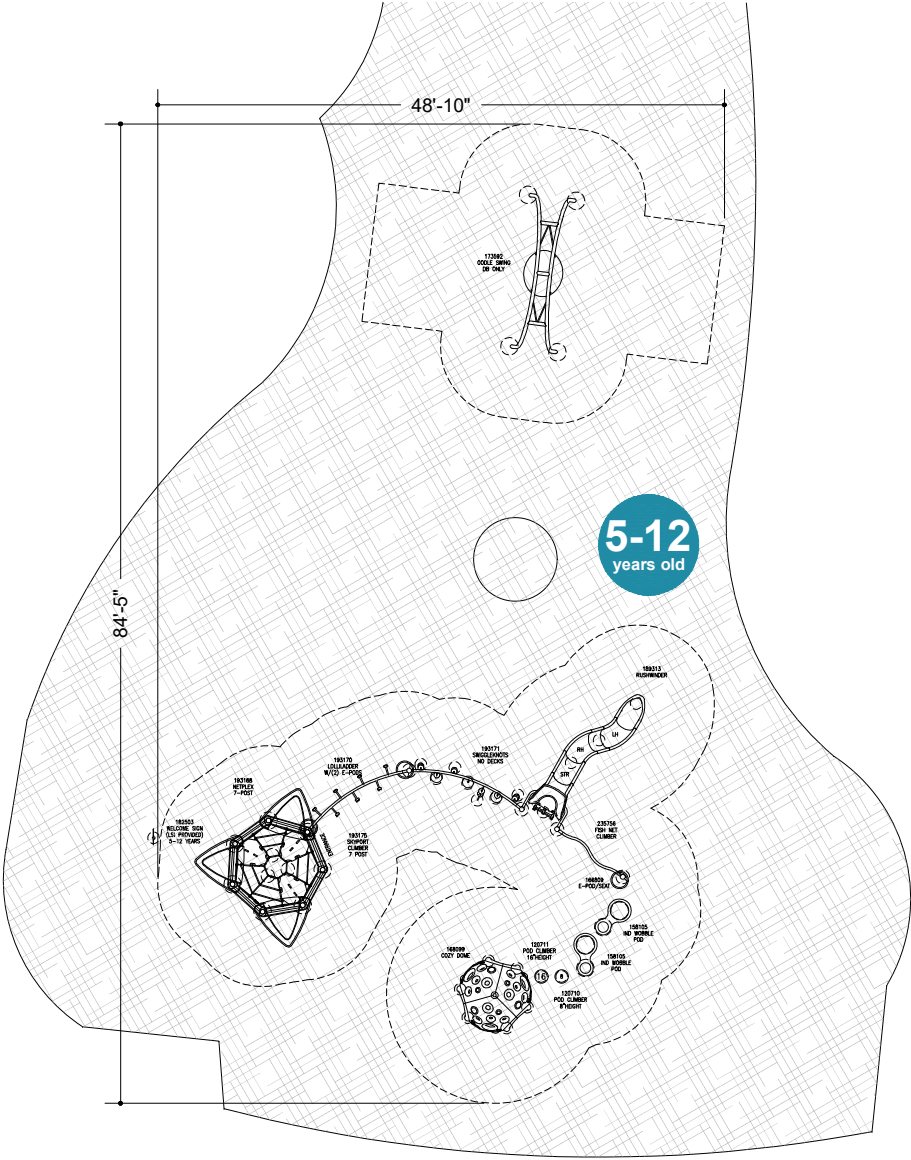 48'-10"
173592
OODLE SWING
DB ONLY
5-12
years old
84'-5"
189313
RUSHWINDER
LH
RH
STR
193171
SWIGGLEKNOTS
NO DECKS
193170
LOLLILADDER
W/(2) E-PODS
193168
NETPLEX
7-POST
182503
WELCOME SIGN
(LSI PROVIDED)
5-12 YEARS
193175
SKYPORT
CLIMBER
7 POST
235756
FISH NET
CLIMBER
166809
E-POD/SEAT
158105
IND WOBBLE
POD
158105
IND WOBBLE
POD
120711
POD CLIMBER
16"HEIGHT
168099
COZY DOME
16
8
120710
POD CLIMBER
8"HEIGHT